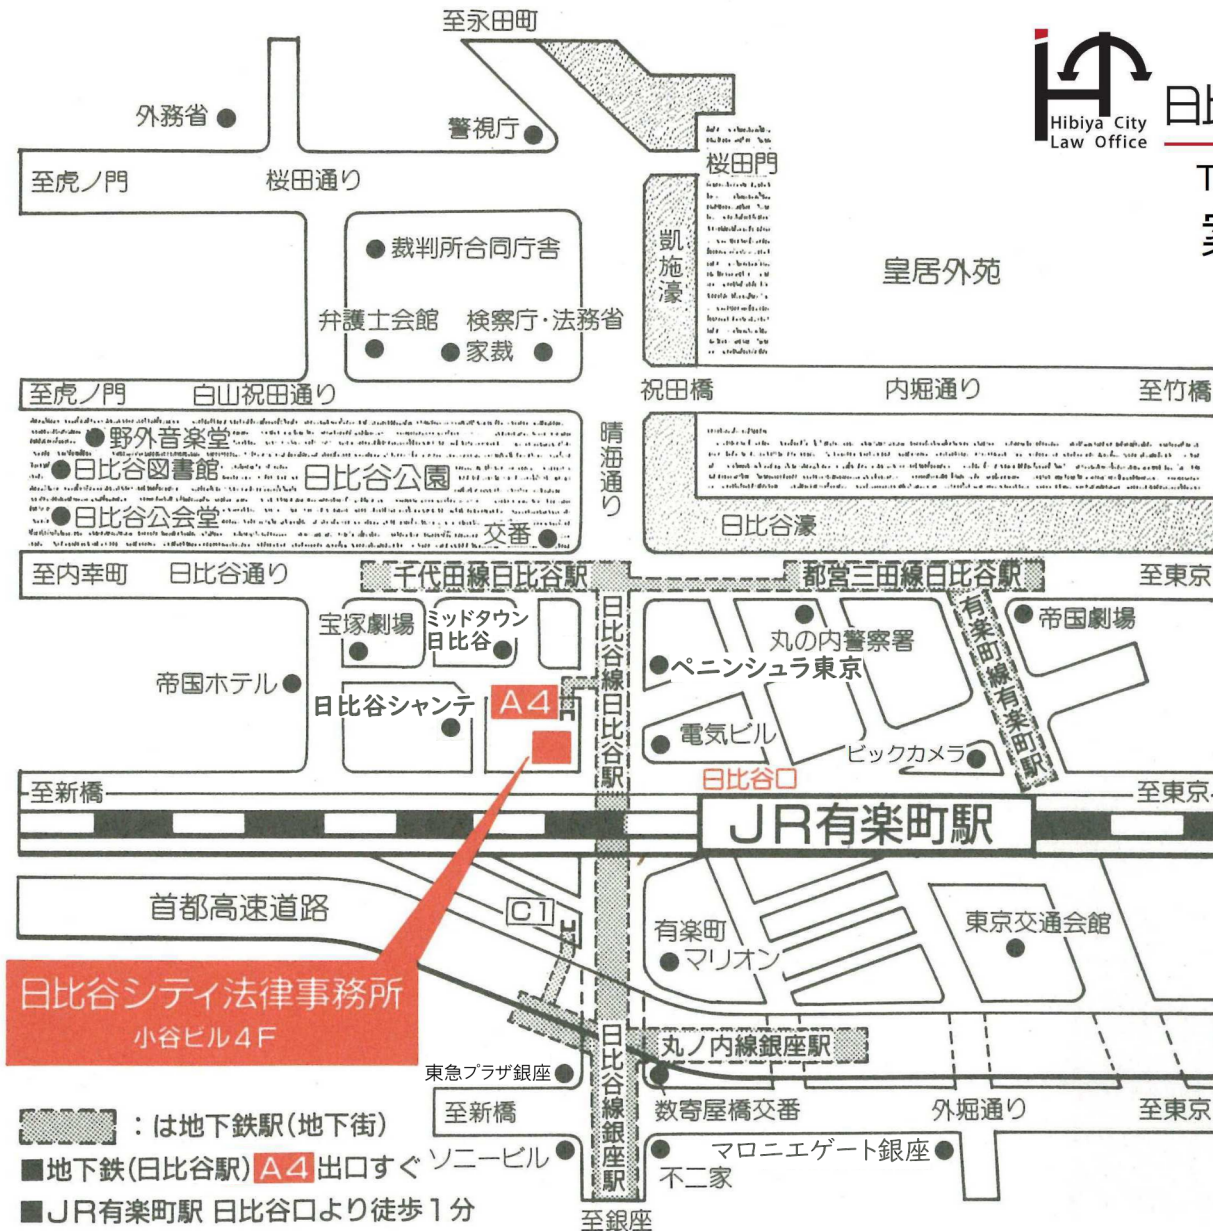 至永田町
外務省
警視庁
Hibiya City
Law Office
至虎ノ門
桜田通り
桜田門
裁判所合同庁舎
凱施濠
皇居外苑
弁護士会館
検察庁・法務省
家裁
至虎ノ門
白山祝田通り
祝田橋
内堀通り
至竹橋
野外音楽堂
晴海通り
日比谷図書館
日比谷公園
日比谷公会堂
交番
日比谷濠
至内幸町
日比谷通り
千代田線日比谷駅
都営三田線日比谷駅
至東京
宝塚劇場
ミッドタウン
日比谷
日比谷線日比谷駅
丸の内警察署
有楽町線有楽町駅
帝国劇場
帝国ホテル
ペニンシュラ東京
日比谷シャンテ
A4
電気ビル
ビックカメラ
日比谷口
至新橋
至東京
JR有楽町駅
首都高速道路
C1
有楽町
マリオン
東京交通会館
日比谷シティ法律事務所
小谷ビル4F
日比谷線銀座駅
丸ノ内線銀座駅
東急プラザ銀座
至新橋
数寄屋橋交番
外堀通り
至東京
：は地下鉄駅(地下街)
■地下鉄(日比谷駅) A4 出口すぐ
ソニービル
不二家
マロニエゲート銀座
■JR有楽町駅 日比谷口より徒歩1分
至銀座